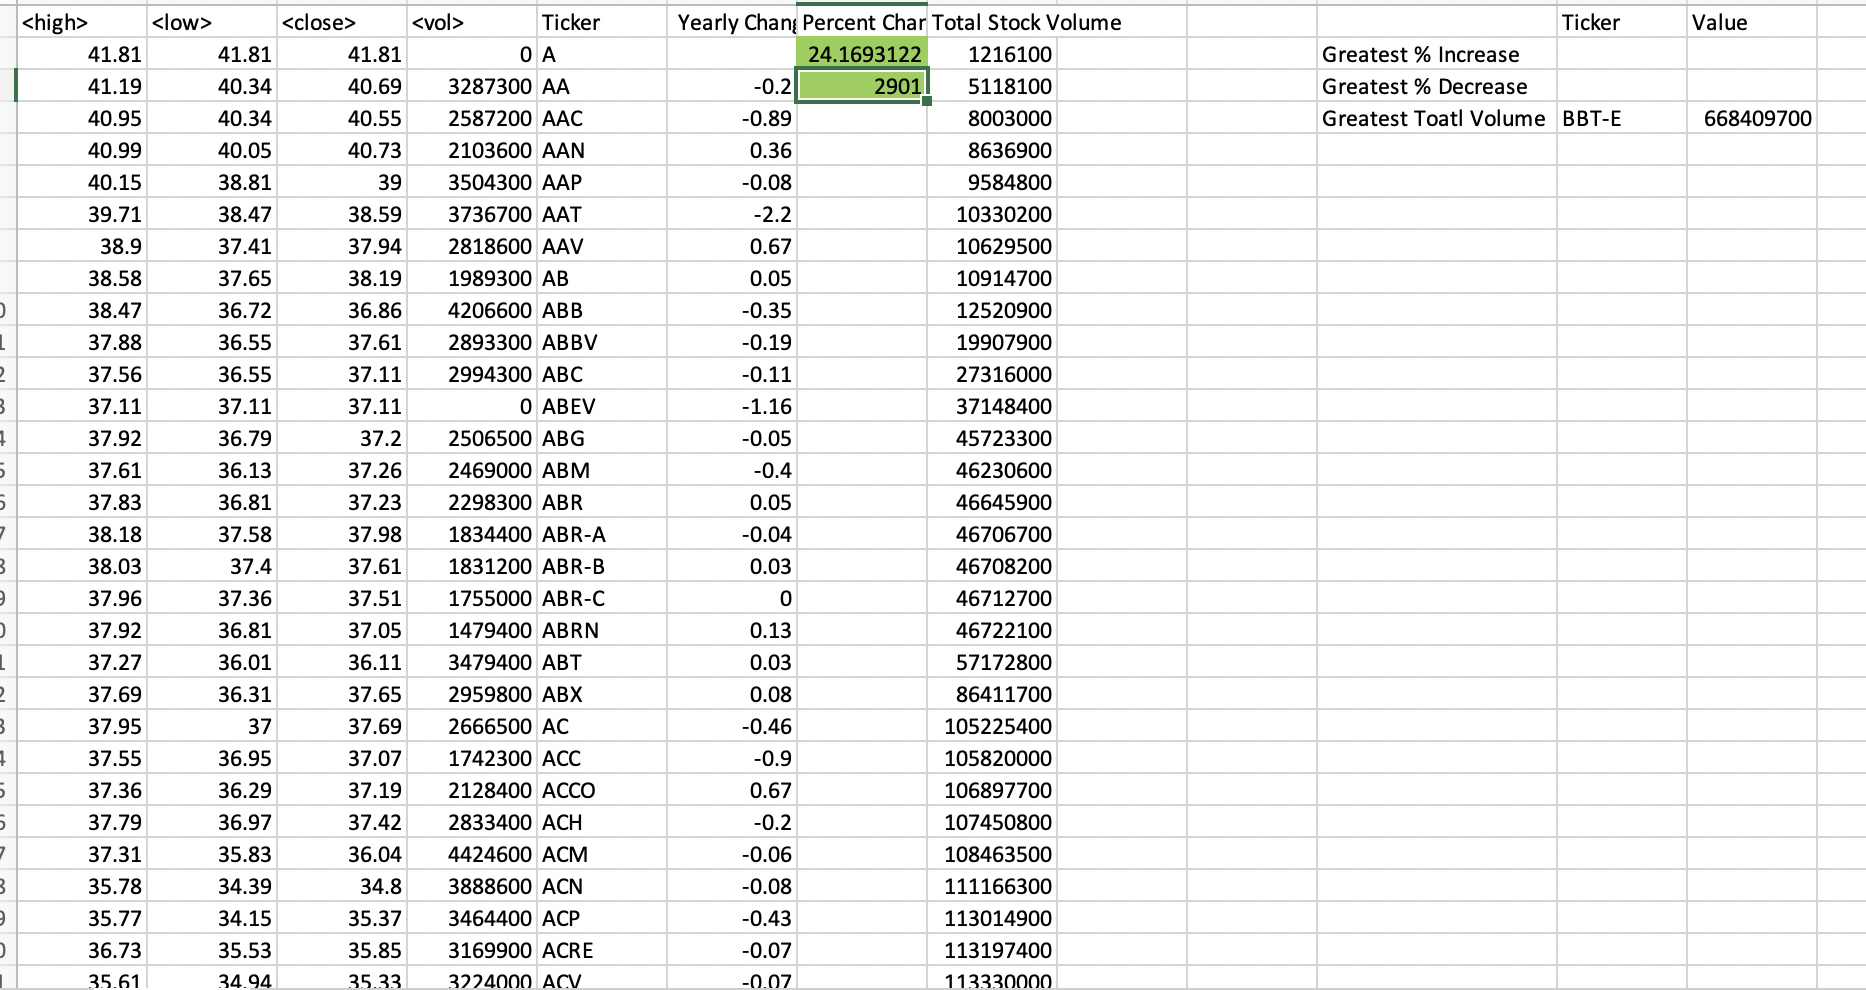 <high> <low> <close> <vol> Ticker Yearly Chang Percent Char Total Stock Volume Ticker Value
41.81 41.81 41.81 0 A 24.1693122 1216100 Greatest % Increase
41.19 40.34 40.69 3287300 AA -0.2 2901 5118100 Greatest % Decrease
40.95 40.34 40.55 2587200 AAC -0.89 8003000 Greatest Toatl Volume BBT-E 668409700
40.99 40.05 40.73 2103600 AAN 0.36 8636900
40.15 38.81 39 3504300 AAP -0.08 9584800
39.71 38.47 38.59 3736700 AAT -2.2 10330200
38.9 37.41 37.94 2818600 AAV 0.67 10629500
38.58 37.65 38.19 1989300 AB 0.05 10914700
38.47 36.72 36.86 4206600 ABB -0.35 12520900
37.88 36.55 37.61 2893300 ABBV -0.19 19907900
37.56 36.55 37.11 2994300 ABC -0.11 27316000
37.11 37.11 37.11 0 ABEV -1.16 37148400
37.92 36.79 37.2 2506500 ABG -0.05 45723300
37.61 36.13 37.26 2469000 ABM -0.4 46230600
37.83 36.81 37.23 2298300 ABR 0.05 46645900
38.18 37.58 37.98 1834400 ABR-A -0.04 46706700
38.03 37.4 37.61 1831200 ABR-B 0.03 46708200
37.96 37.36 37.51 1755000 ABR-C 0 46712700
37.92 36.81 37.05 1479400 ABRN 0.13 46722100
37.27 36.01 36.11 3479400 ABT 0.03 57172800
37.69 36.31 37.65 2959800 ABX 0.08 86411700
37.95 37 37.69 2666500 AC -0.46 105225400
37.55 36.95 37.07 1742300 ACC -0.9 105820000
37.36 36.29 37.19 2128400 ACCO 0.67 106897700
37.79 36.97 37.42 2833400 ACH -0.2 107450800
37.31 35.83 36.04 4424600 ACM -0.06 108463500
35.78 34.39 34.8 3888600 ACN -0.08 111166300
35.77 34.15 35.37 3464400 ACP -0.43 113014900
36.73 35.53 35.85 3169900 ACRE -0.07 113197400
35.61 34.94 35.33 3224000 ACV -0.07 113330000